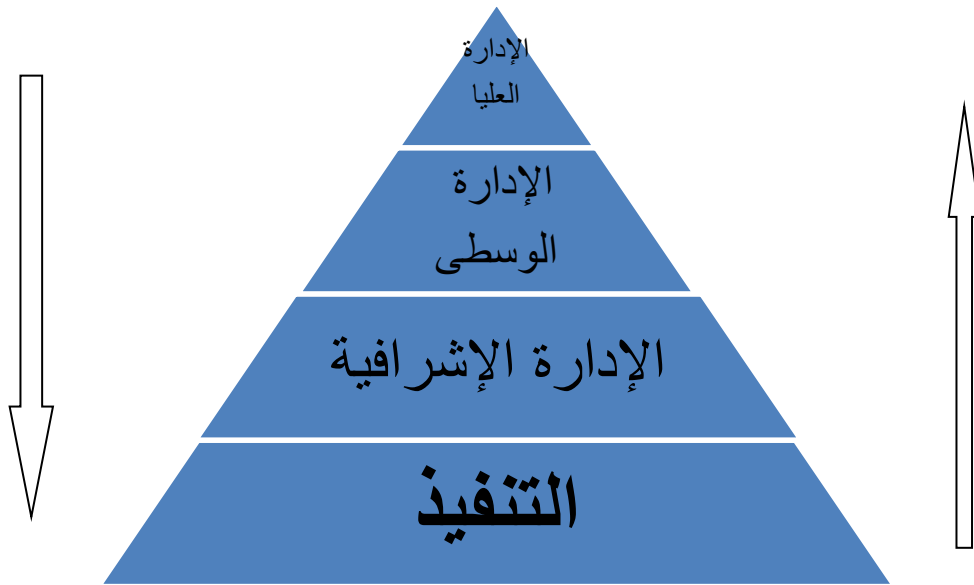 الإدارة
العليا
الإدارة
الوسطى
الإدارة الإشرافية
التنفيذ